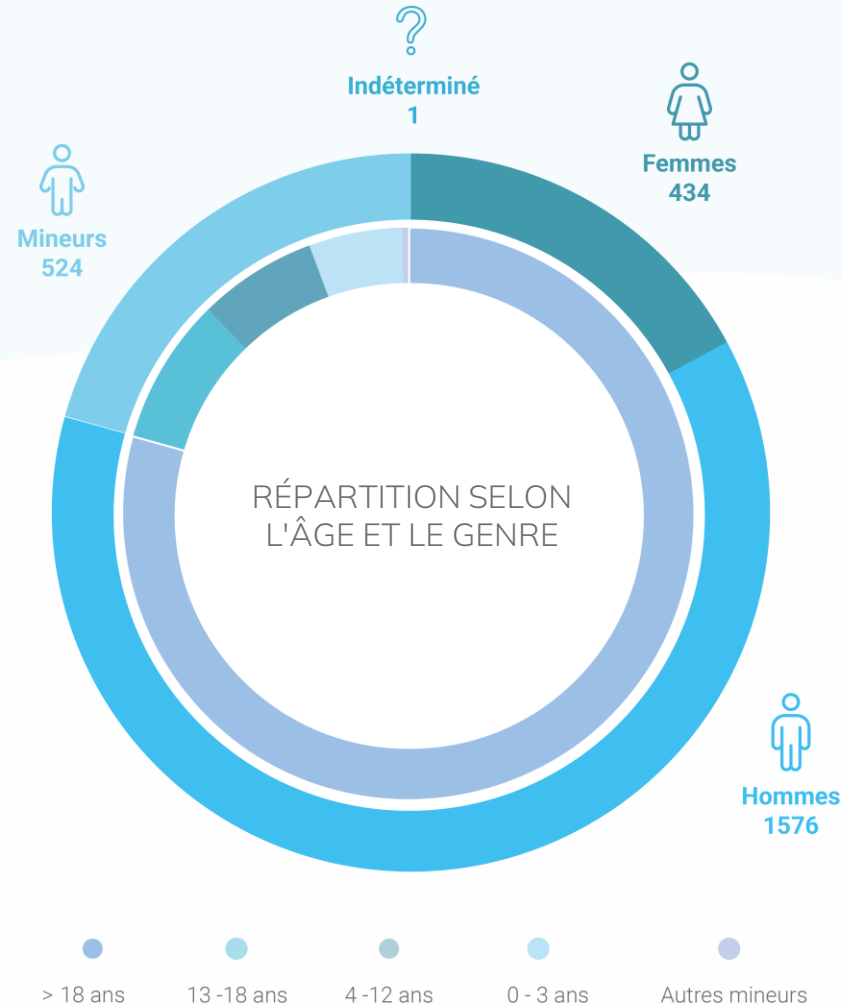 ?
Indéterminé
1
Femmes
434
Mineurs
524
RÉPARTITION SELON
L'ÂGE ET LE GENRE
Hommes
1576
> 18 ans
13 -18 ans
4 -12 ans
0 - 3 ans
Autres mineurs